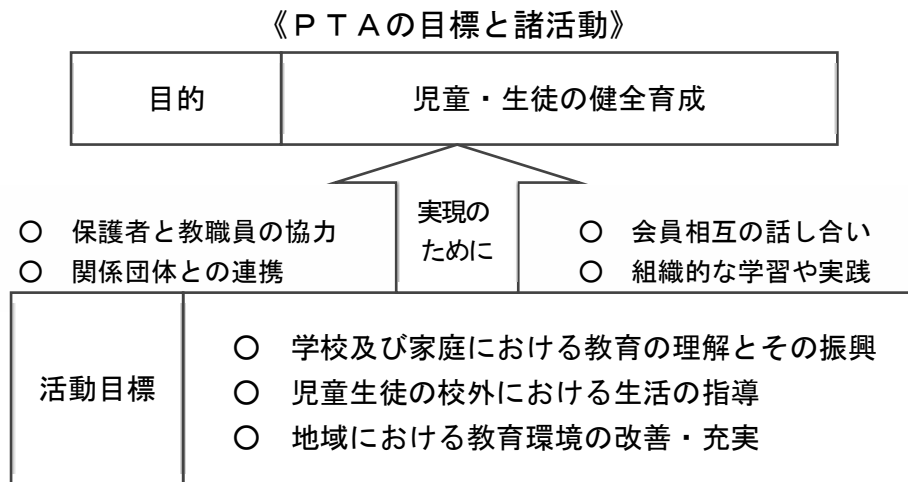 《ＰＴＡの目標と諸活動》
目的
児童・生徒の健全育成
実現の
ために
○　保護者と教職員の協力
○　関係団体との連携
○　会員相互の話し合い
○　組織的な学習や実践
活動目標
○　学校及び家庭における教育の理解とその振興
○　児童生徒の校外における生活の指導
○　地域における教育環境の改善・充実